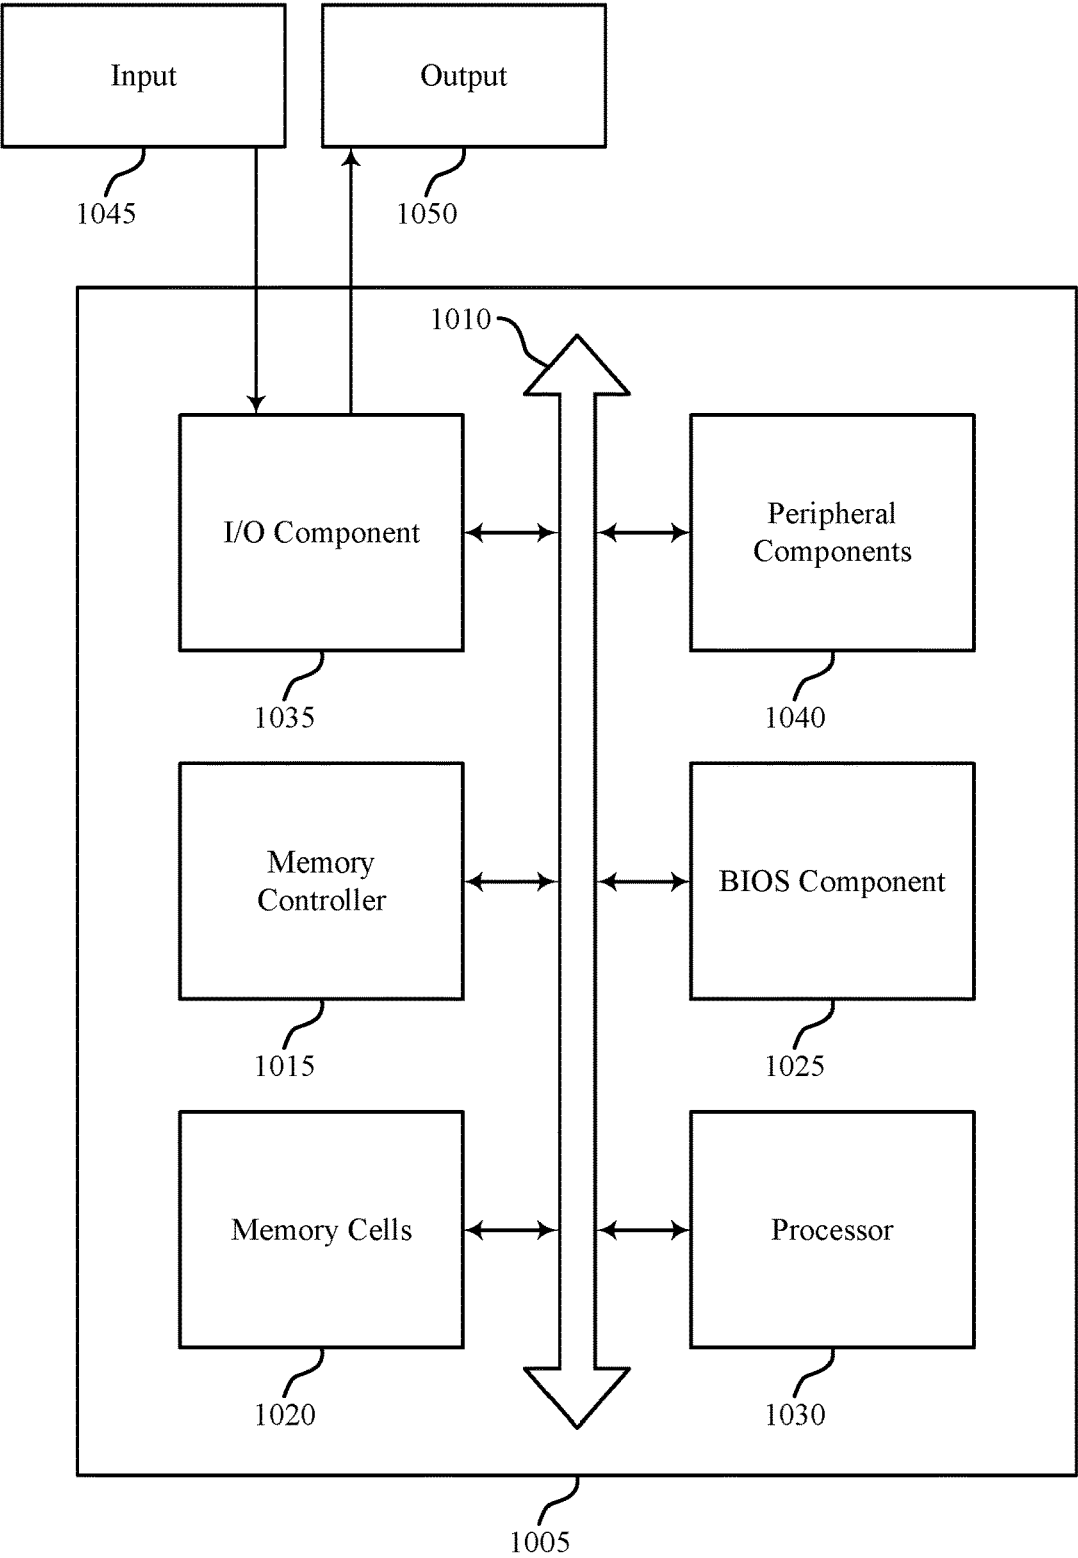 Input
Output
1045
1050
1010
I/O Component
Peripheral
Components
1035
1040
Memory
Controller
BIOS Component
1015
1025
Memory Cells
Processor
1020
1030
1005